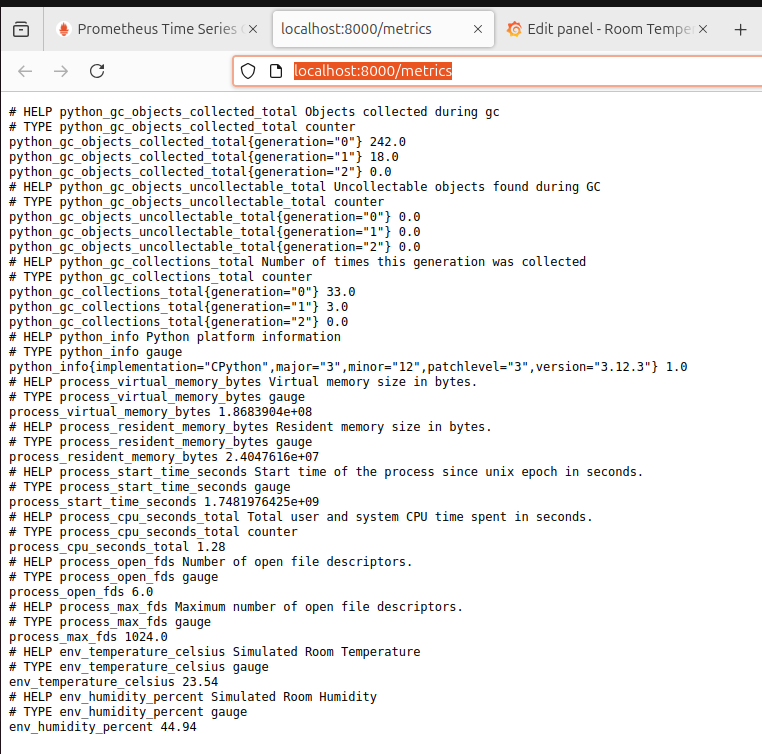 Prometheus Time Series
localhost:8000/metrics
Edit panel - Room Tempe
localhost:8000/metrics
# HELP python_gc_objects_collected_total Objects collected during gc
# TYPE python_gc_objects_collected_total counter
python_gc_objects_collected_total{generation="0"} 242.0
python_gc_objects_collected_total{generation="1"} 18.0
python_gc_objects_collected_total{generation="2"} 0.0
# HELP python_gc_objects_uncollectable_total Uncollectable objects found during GC
# TYPE python_gc_objects_uncollectable_total counter
python_gc_objects_uncollectable_total{generation="0"} 0.0
python_gc_objects_uncollectable_total{generation="1"} 0.0
python_gc_objects_uncollectable_total{generation="2"} 0.0
# HELP python_gc_collections_total Number of times this generation was collected
# TYPE python_gc_collections_total counter
python_gc_collections_total{generation="0"} 33.0
python_gc_collections_total{generation="1"} 3.0
python_gc_collections_total{generation="2"} 0.0
# HELP python_info Python platform information
# TYPE python_info gauge
python_info{implementation="CPython",major="3",minor="12",patchlevel="3",version="3.12.3"} 1.0
# HELP process_virtual_memory_bytes Virtual memory size in bytes.
# TYPE process_virtual_memory_bytes gauge
process_virtual_memory_bytes 1.8683904e+08
# HELP process_resident_memory_bytes Resident memory size in bytes.
# TYPE process_resident_memory_bytes gauge
process_resident_memory_bytes 2.4047616e+07
# HELP process_start_time_seconds Start time of the process since unix epoch in seconds.
# TYPE process_start_time_seconds gauge
process_start_time_seconds 1.7481976425e+09
# HELP process_cpu_seconds_total Total user and system CPU time spent in seconds.
# TYPE process_cpu_seconds_total counter
process_cpu_seconds_total 1.28
# HELP process_open_fds Number of open file descriptors.
# TYPE process_open_fds gauge
process_open_fds 6.0
# HELP process_max_fds Maximum number of open file descriptors.
# TYPE process_max_fds gauge
process_max_fds 1024.0
# HELP env_temperature_celsius Simulated Room Temperature
# TYPE env_temperature_celsius gauge
env_temperature_celsius 23.54
# HELP env_humidity_percent Simulated Room Humidity
# TYPE env_humidity_percent gauge
env_humidity_percent 44.94